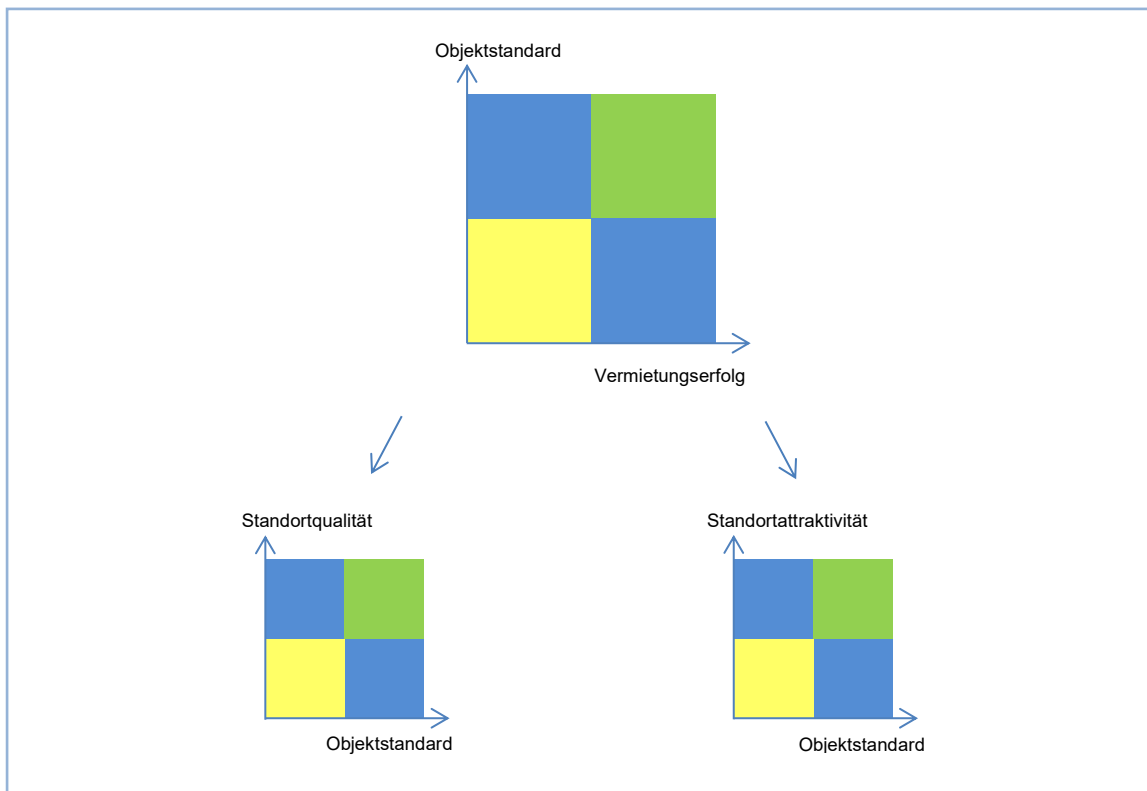 Objektstandard
Vermietungserfolg
Standortqualität
Standortattraktivität
Objektstandard
Objektstandard